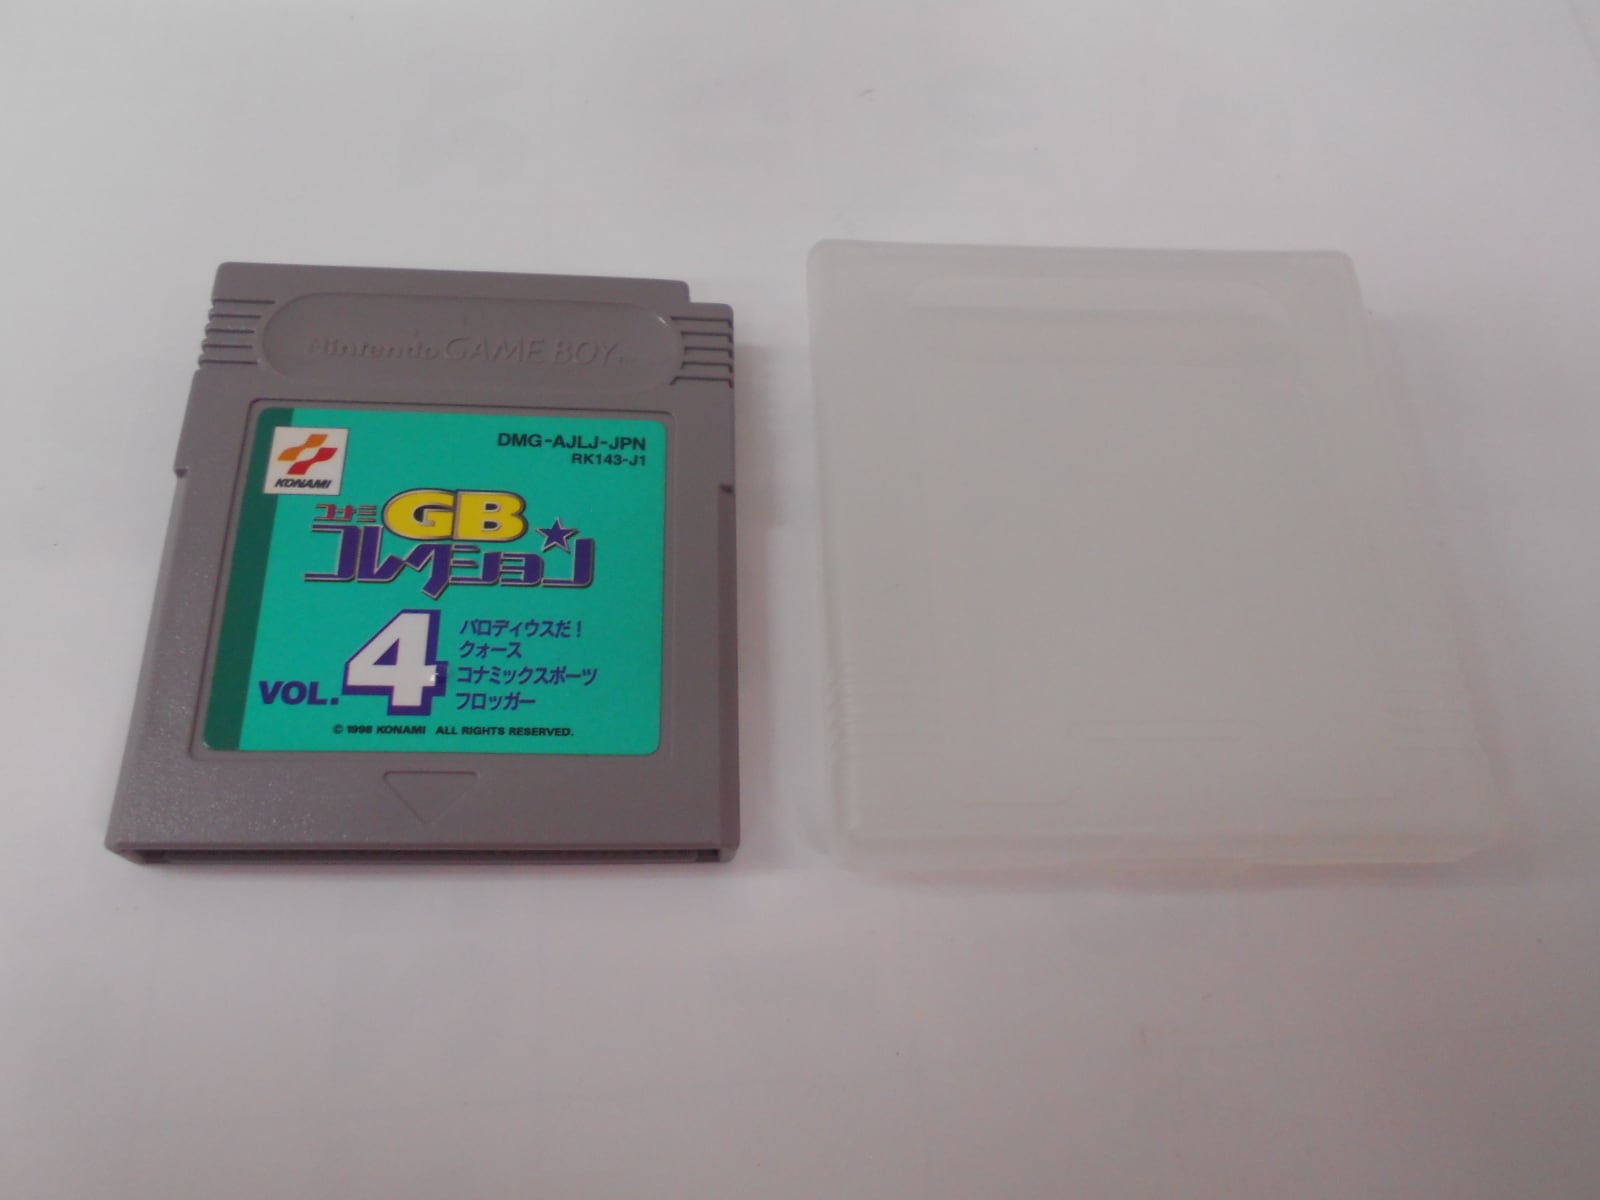 Nintendo GAME BOY TM
KONAMI
DMG-AJLJ-JPN
RK143-J1
コナミ GB
コレクション
VOL. 4
パロディウスだ!
クォース
コナミックスポーツ
フロッガー
© 1998 KONAMI ALL RIGHTS RESERVED.